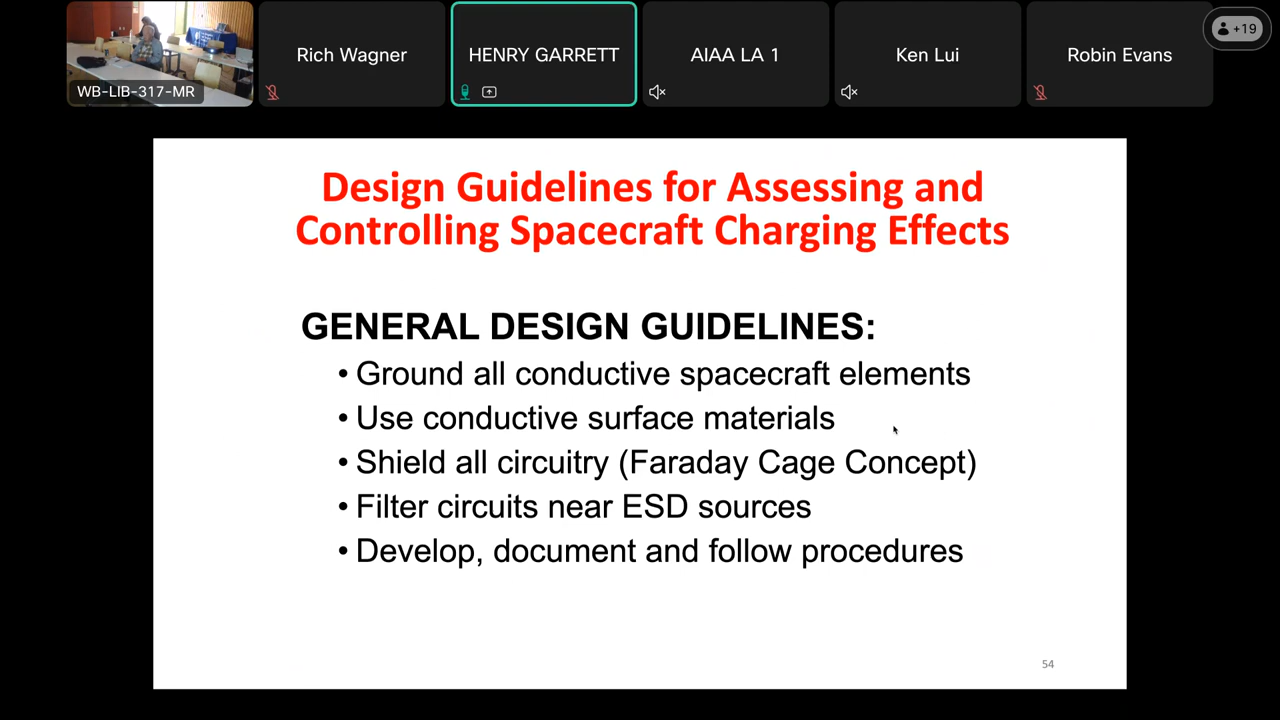 WB-LIB-317-MR
Rich Wagner
HENRY GARRETT
AIAA LA 1
Ken Lui
Robin Evans
+19
Design Guidelines for Assessing and
Controlling Spacecraft Charging Effects
GENERAL DESIGN GUIDELINES:
• Ground all conductive spacecraft elements
• Use conductive surface materials
• Shield all circuitry (Faraday Cage Concept)
• Filter circuits near ESD sources
• Develop, document and follow procedures
54